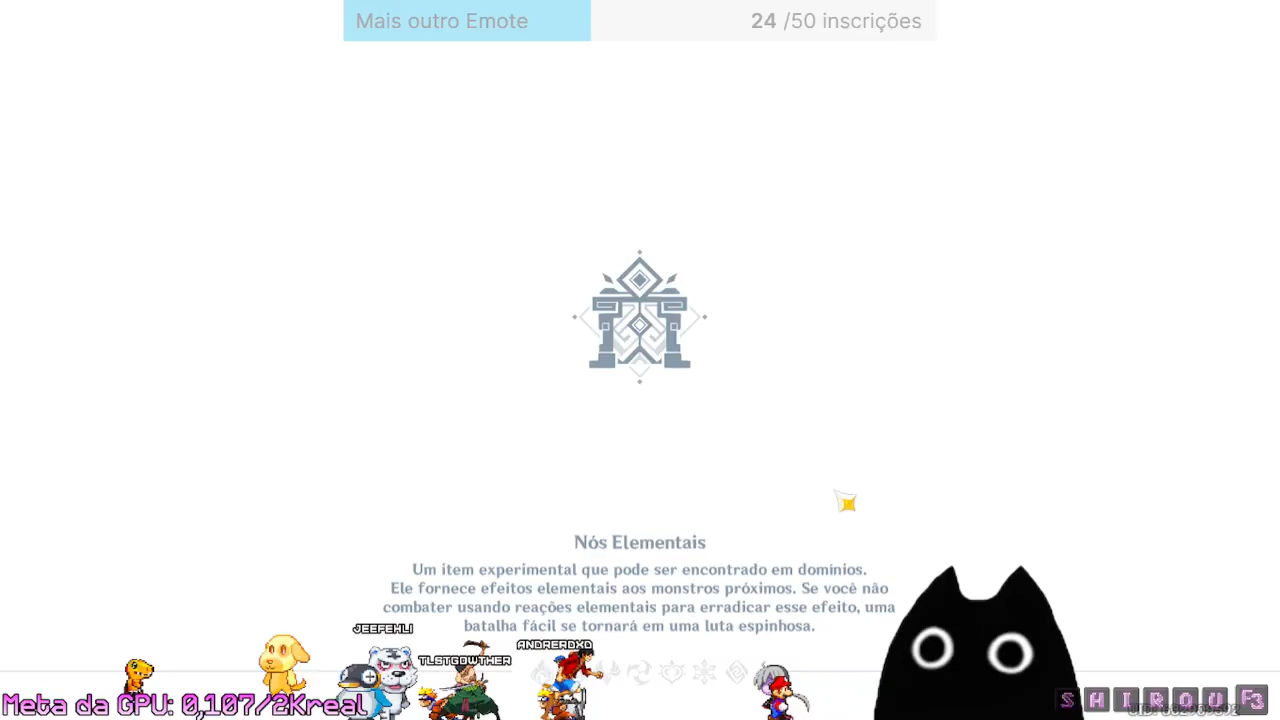 Mais outro Emote
24 /50 inscrições
Nós Elementais
Um item experimental que pode ser encontrado em domínios.
Ele fornece efeitos elementais aos monstros próximos. Se você não
combater usando reações elementais para erradicar esse efeito, uma
batalha fácil se tornará em uma luta espinhosa.
JEEFEHLI
TLSTGOWTHER
ANDREROXO
Meta da GPU: 0,107/2Kreal
SHIROU F3